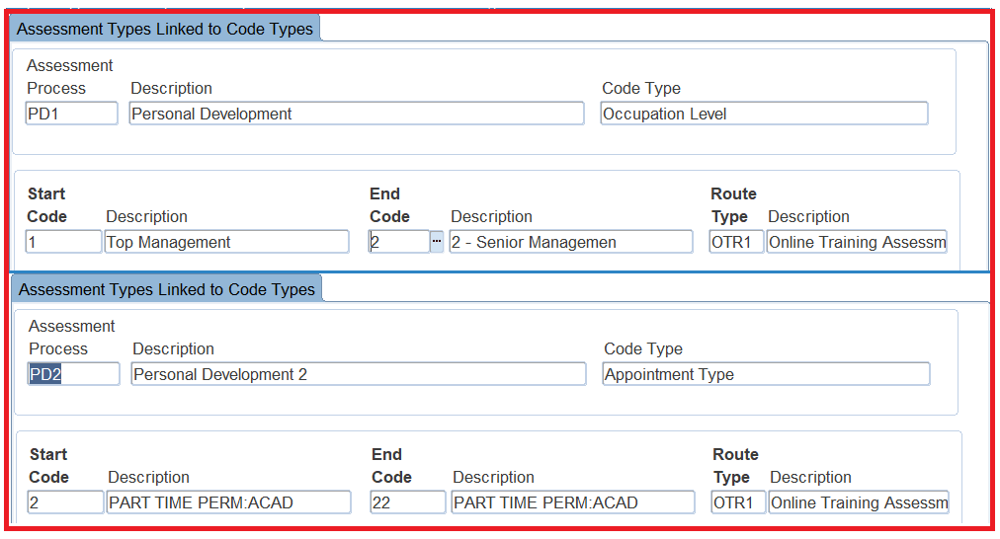 Assessment Types Linked to Code Types
Assessment
Process Description Code Type
PD1 Personal Development Occupation Level
Start End Route
Code Description Code Description Type Description
1 Top Management 2 ... 2 - Senior Managemen OTR1 Online Training Assessm
Assessment Types Linked to Code Types
Assessment
Process Description Code Type
PD2 Personal Development 2 Appointment Type
Start End Route
Code Description Code Description Type Description
2 PART TIME PERM:ACAD 22 PART TIME PERM:ACAD OTR1 Online Training Assessm